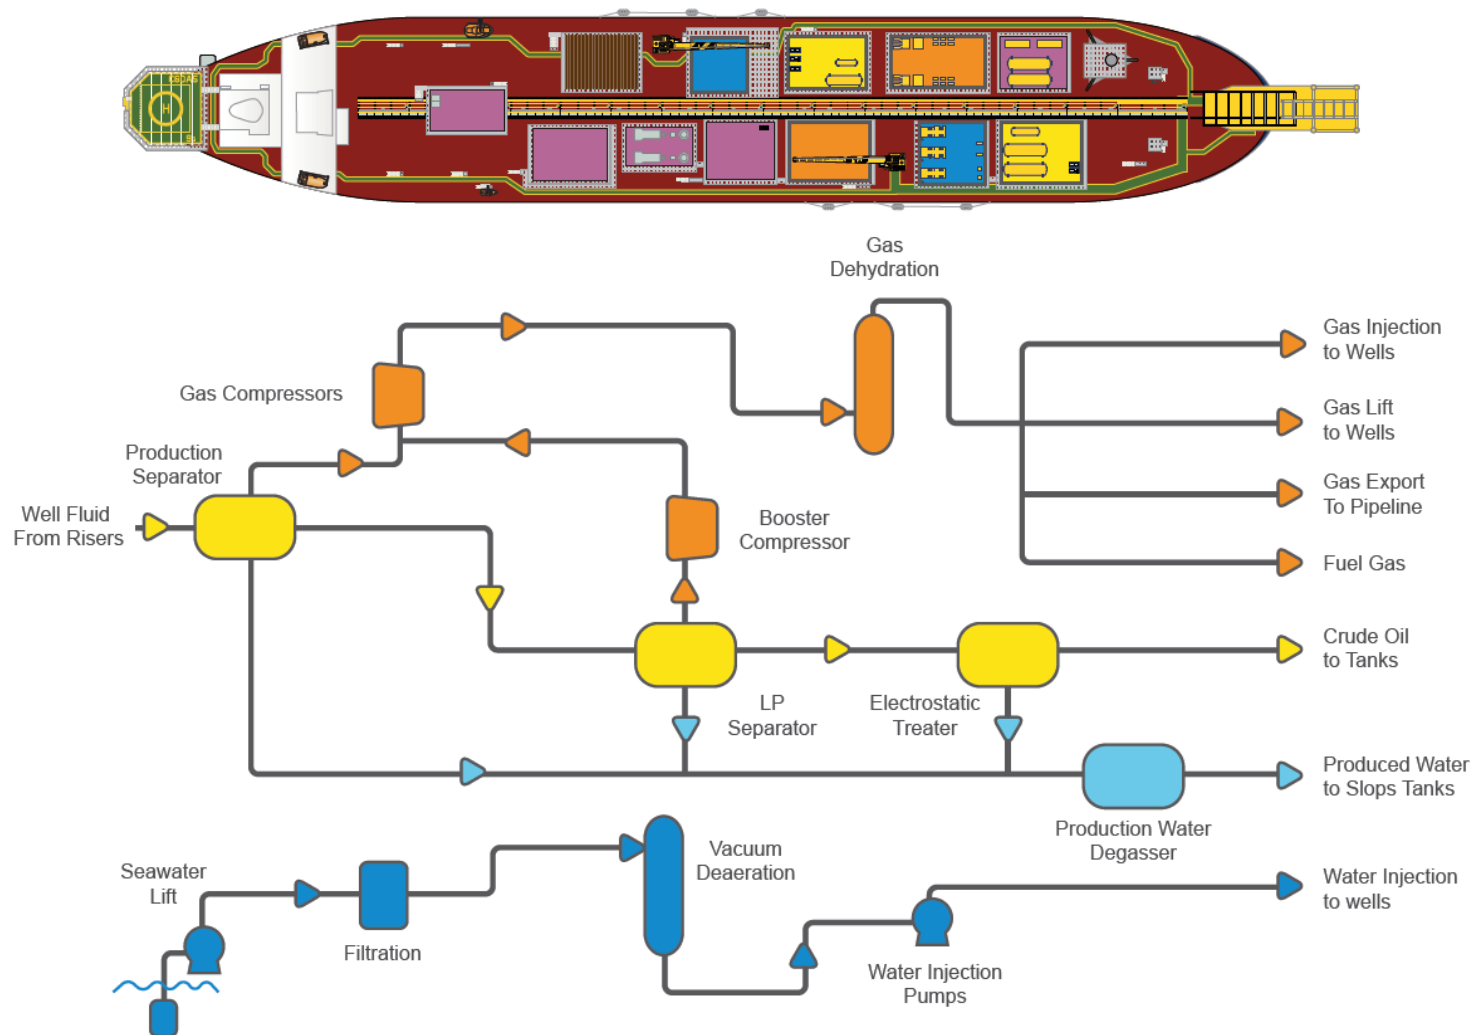 H
Gas
Dehydration
Gas Injection
to Wells
Gas Compressors
Gas Lift
to Wells
Production
Separator
Gas Export
To Pipeline
Well Fluid
From Risers
Booster
Compressor
Fuel Gas
Crude Oil
to Tanks
LP
Separator
Electrostatic
Treater
Produced Water
to Slops Tanks
Production Water
Degasser
Vacuum
Deaeration
Seawater
Lift
Water Injection
to wells
Filtration
Water Injection
Pumps